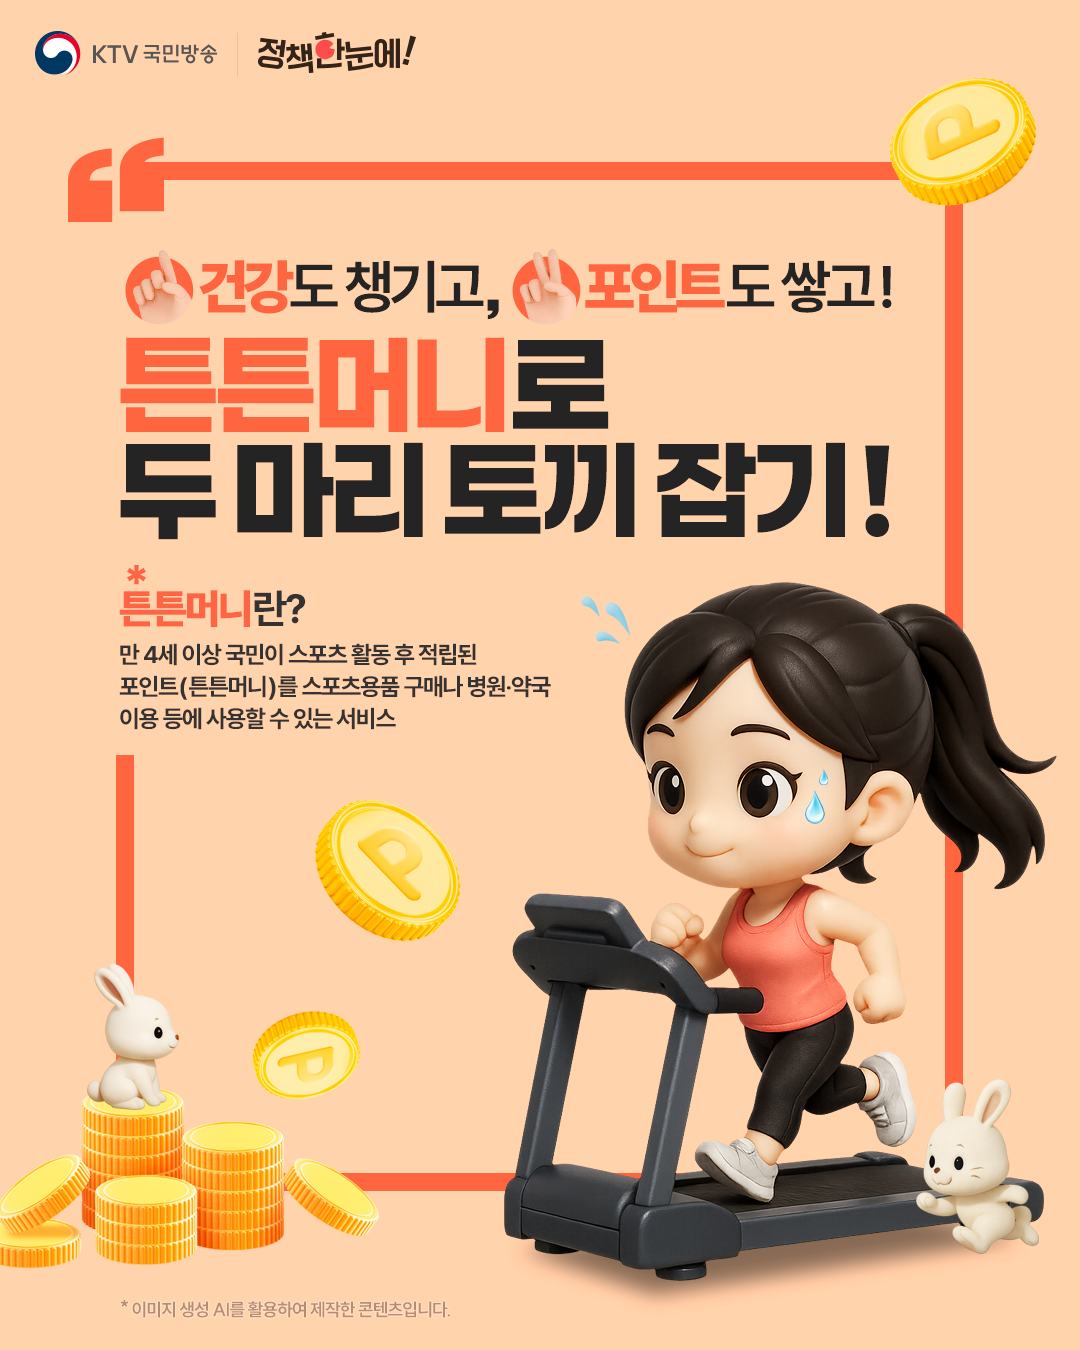 KTV 국민방송 정책한눈에!
건강도 챙기고, 포인트도 쌓고!
튼튼머니로
두 마리 토끼 잡기!
*
튼튼머니란?
만 4세 이상 국민이 스포츠 활동 후 적립된
포인트(튼튼머니)를 스포츠용품 구매나 병원·약국
이용 등에 사용할 수 있는 서비스
P
P
P
* 이미지 생성 AI를 활용하여 제작한 콘텐츠입니다.